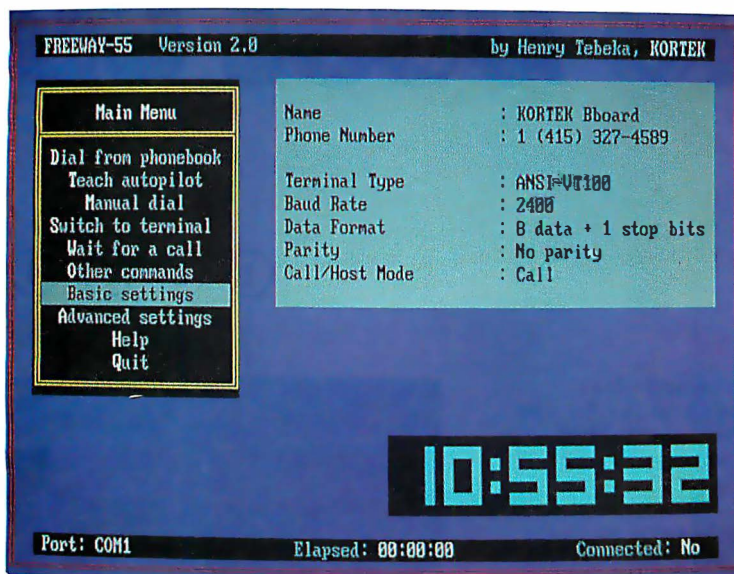 FREEWAY-55 Version 2.0 by Henry Tebeka, KORTEK
Main Menu
Dial from phonebook
Teach autopilot
Manual dial
Switch to terminal
Wait for a call
Other commands
Basic settings
Advanced settings
Help
Quit
Name : KORTEK Bboard
Phone Number : 1 (415) 327-4589
Terminal Type : ANSI-VT100
Baud Rate : 2400
Data Format : 8 data + 1 stop bits
Parity : No parity
Call/Host Mode : Call
10:55:32
Port: COM1 Elapsed: 00:00:00 Connected: No